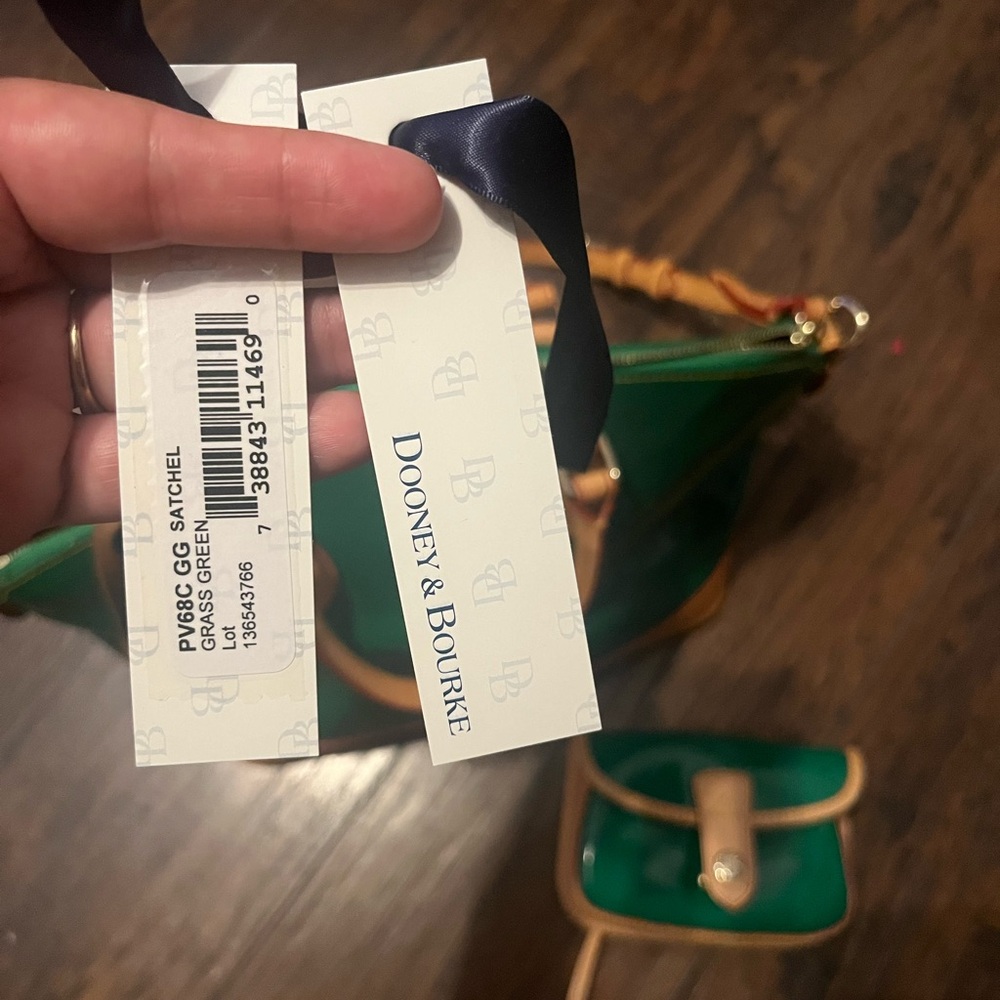 PV68C GG SATCHEL
GRASS GREEN
Lot
136543766
7 38843 11469 0
DOONEY & BOURKE